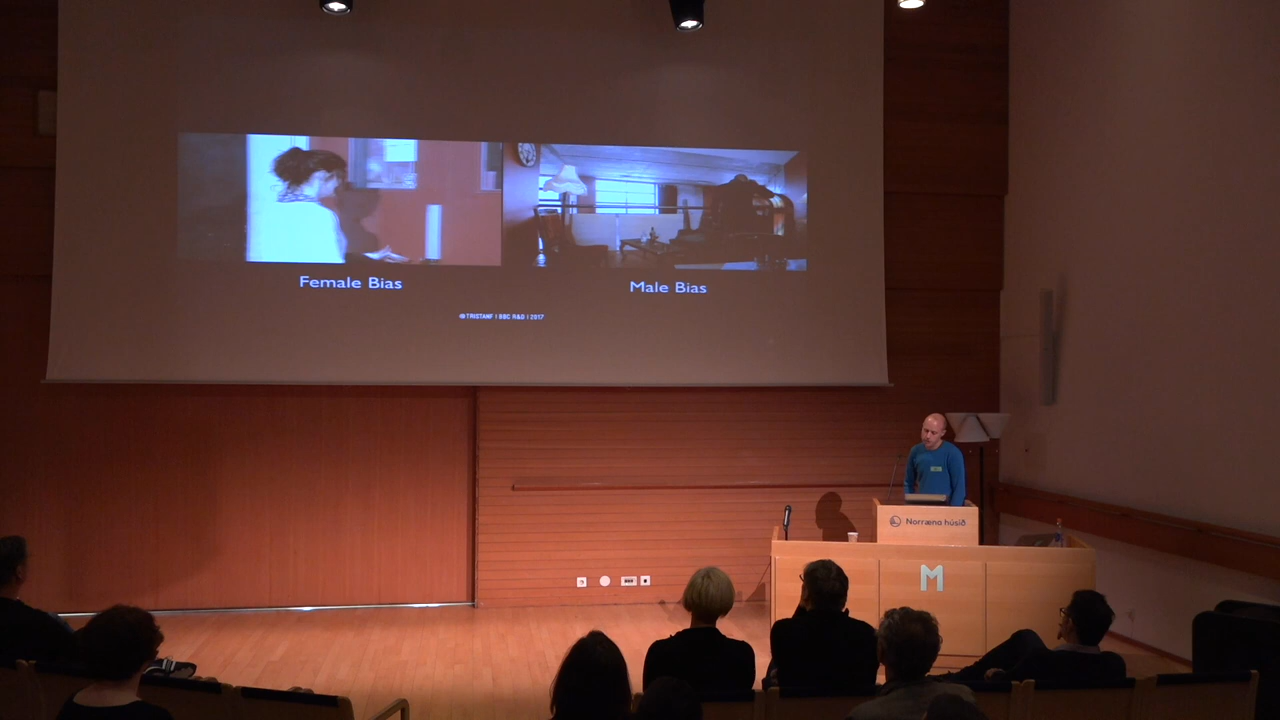 Female Bias
Male Bias
©TRISTANF | BBC R&D | 2017
Norræna húsið
M